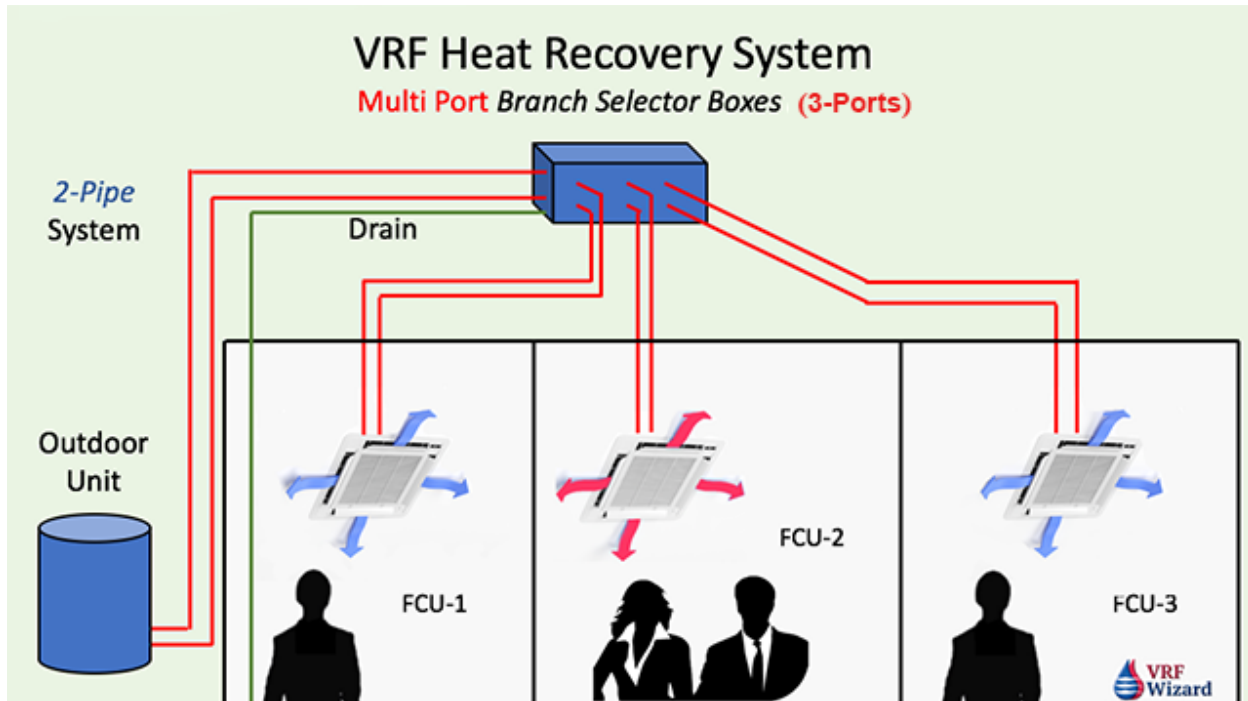 VRF Heat Recovery System
Multi Port Branch Selector Boxes (3-Ports)
2-Pipe
System
Drain
Outdoor
Unit
FCU-1
FCU-2
FCU-3
VRF
Wizard